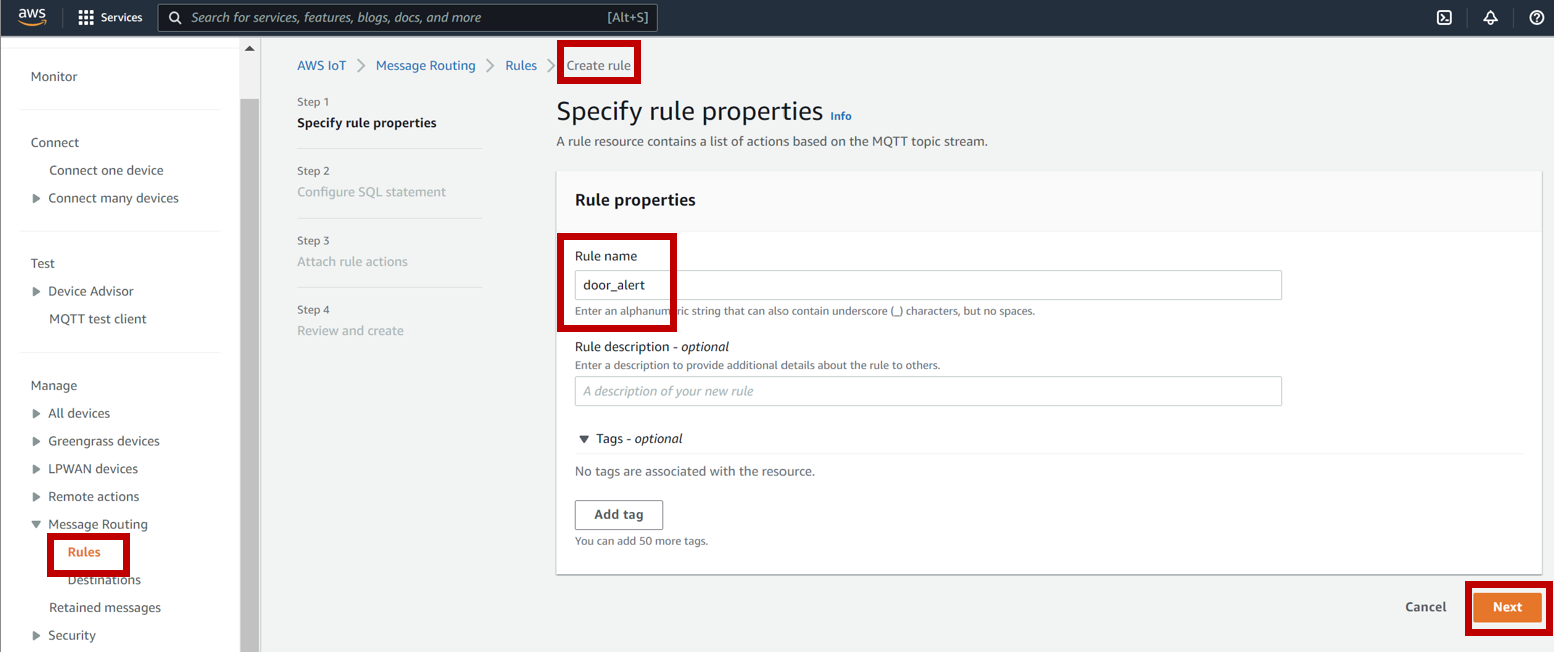 aws
Services
Search for services, features, blogs, docs, and more
[Alt+S]
Monitor
Connect
Connect one device
Connect many devices
Test
Device Advisor
MQTT test client
Manage
All devices
Greengrass devices
LPWAN devices
Remote actions
Message Routing
Rules
Destinations
Retained messages
Security
AWS IoT
Message Routing
Rules
Create rule
Step 1
Specify rule properties
Step 2
Configure SQL statement
Step 3
Attach rule actions
Step 4
Review and create
Specify rule properties Info
A rule resource contains a list of actions based on the MQTT topic stream.
Rule properties
Rule name
door_alert
Enter an alphanumeric string that can also contain underscore (_) characters, but no spaces.
Rule description - optional
Enter a description to provide additional details about the rule to others.
A description of your new rule
Tags - optional
No tags are associated with the resource.
Add tag
You can add 50 more tags.
Cancel
Next